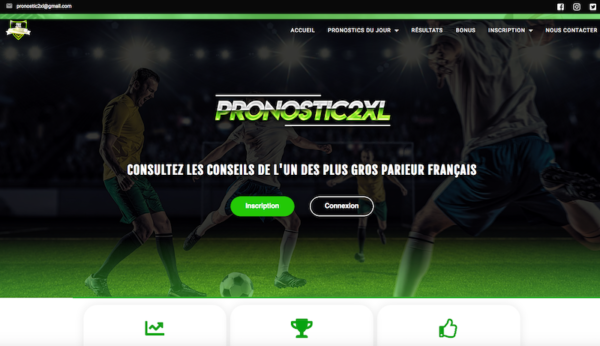 pronostic2xl@gmail.com
ACCUEIL PRONOSTICS DU JOUR RÉSULTATS BONUS INSCRIPTION NOUS CONTACTER
PRONOSTIC2XL
CONSULTEZ LES CONSEILS DE L'UN DES PLUS GROS PARIEUR FRANÇAIS
Inscription Connexion